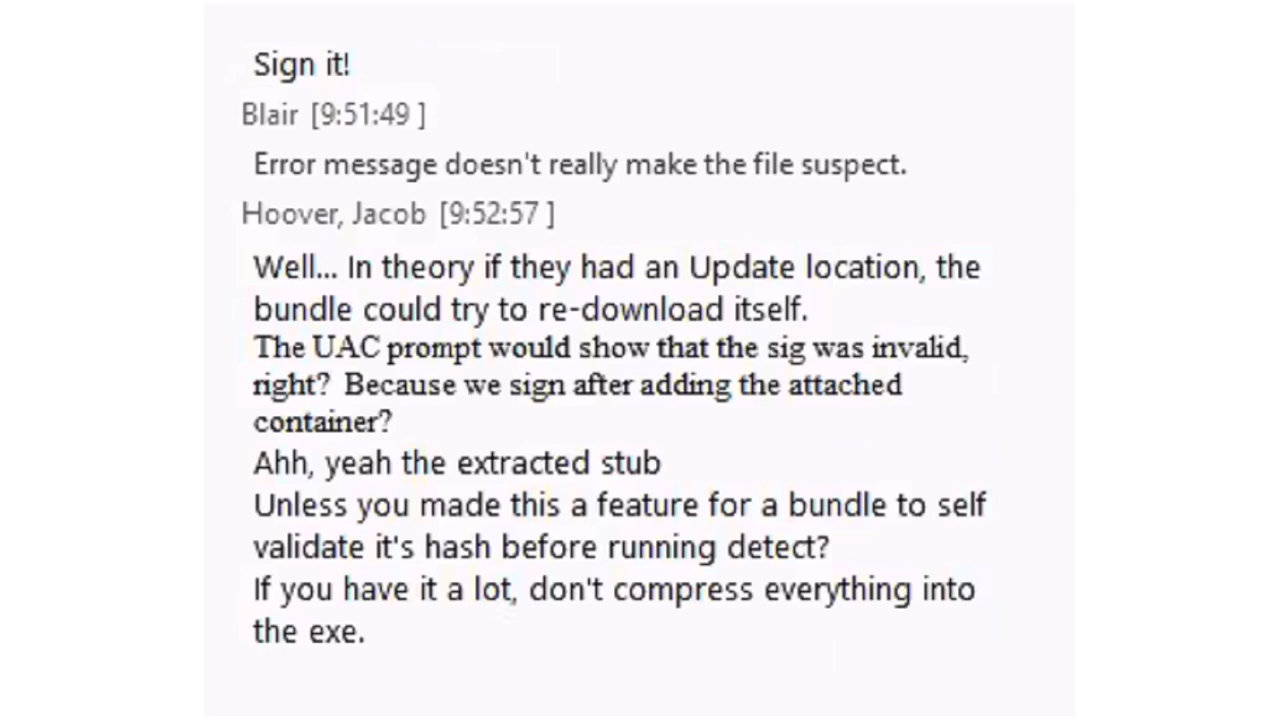 Sign it!
Blair [9:51:49 ]
Error message doesn't really make the file suspect.
Hoover, Jacob [9:52:57 ]
Well... In theory if they had an Update location, the
bundle could try to re-download itself.
The UAC prompt would show that the sig was invalid,
right?  Because we sign after adding the attached
container?
Ahh, yeah the extracted stub
Unless you made this a feature for a bundle to self
validate it's hash before running detect?
If you have it a lot, don't compress everything into
the exe.